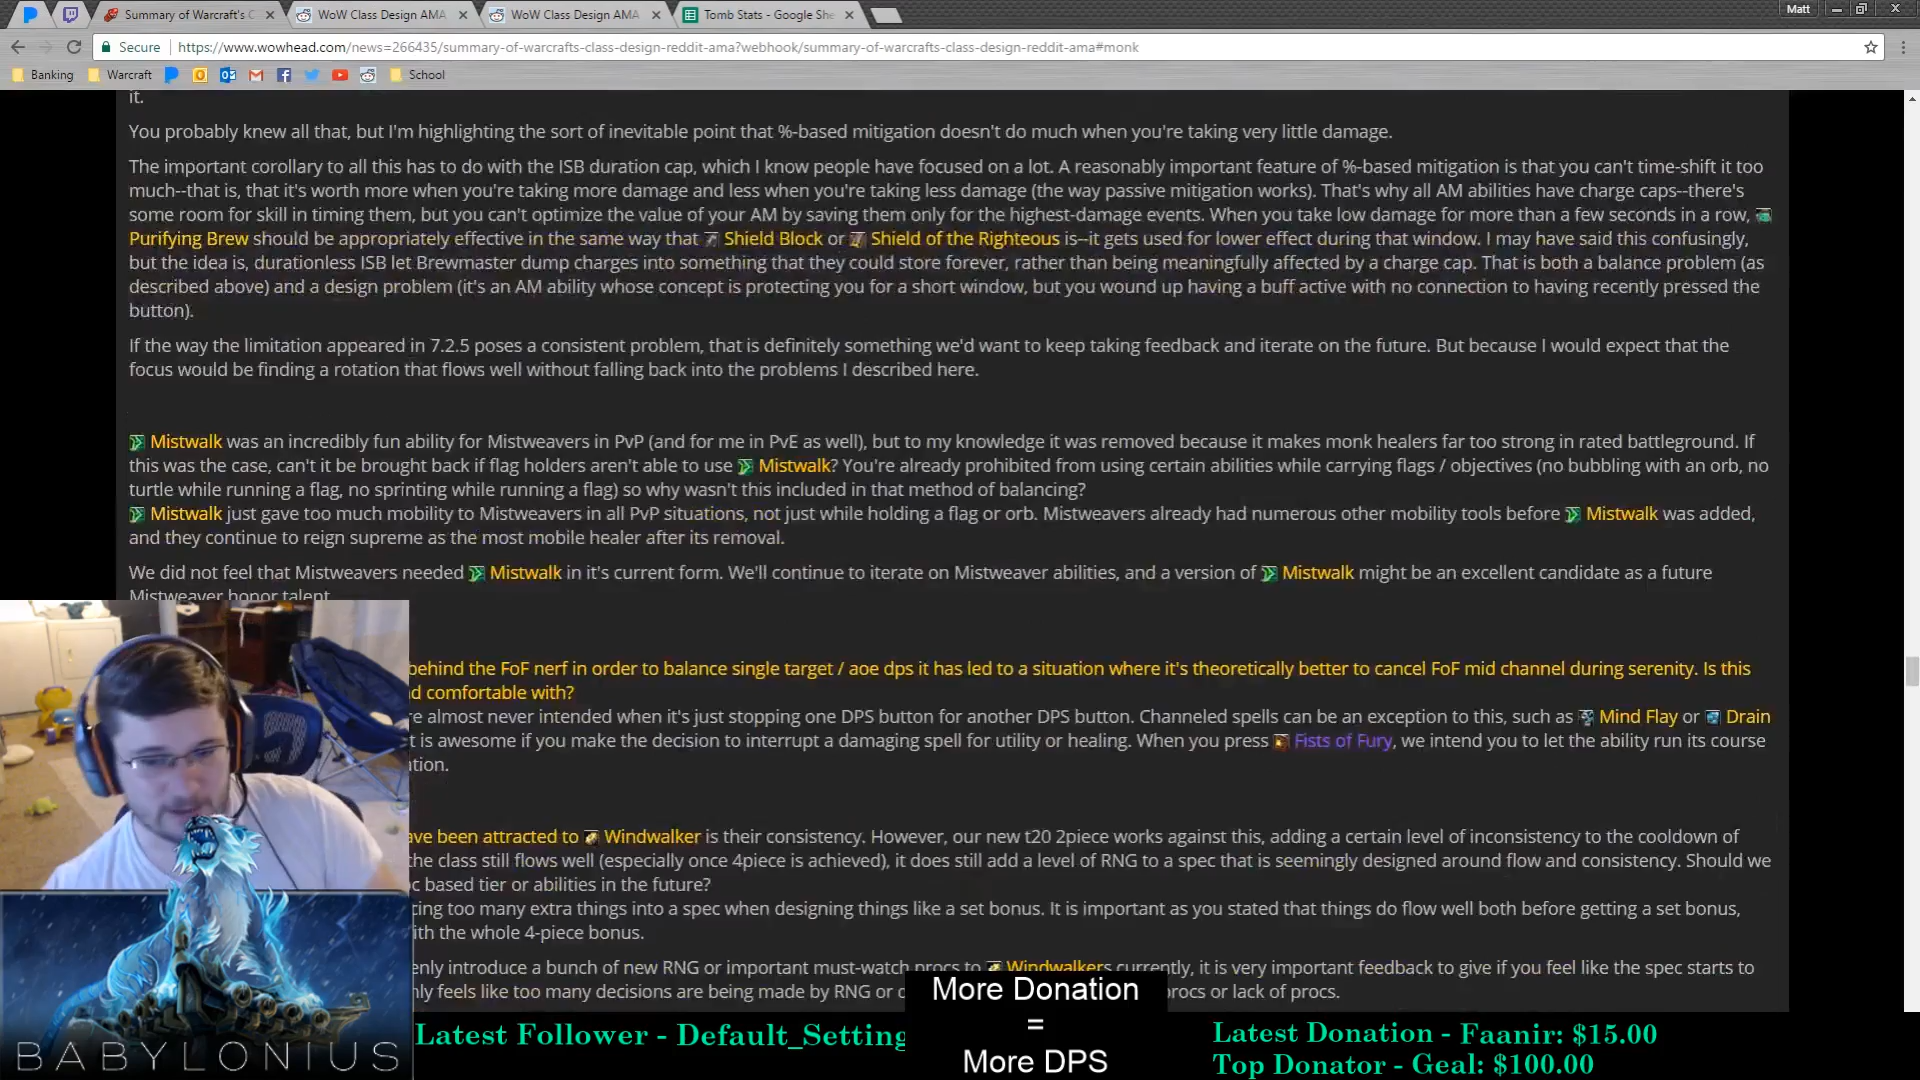 Summary of Warcraft's C
WoW Class Design AMA
WoW Class Design AMA
Tomb Stats - Google She
Matt
Secure
https://www.wowhead.com/news=266435/summary-of-warcrafts-class-design-reddit-ama?webhook/summary-of-warcrafts-class-design-reddit-ama#monk
Banking
Warcraft
School
it.
You probably knew all that, but I'm highlighting the sort of inevitable point that %-based mitigation doesn't do much when you're taking very little damage.
The important corollary to all this has to do with the ISB duration cap, which I know people have focused on a lot. A reasonably important feature of %-based mitigation is that you can't time-shift it too
much--that is, that it's worth more when you're taking more damage and less when you're taking less damage (the way passive mitigation works). That's why all AM abilities have charge caps--there's
some room for skill in timing them, but you can't optimize the value of your AM by saving them only for the highest-damage events. When you take low damage for more than a few seconds in a row,
Purifying Brew should be appropriately effective in the same way that Shield Block or Shield of the Righteous is--it gets used for lower effect during that window. I may have said this confusingly,
but the idea is, durationless ISB let Brewmaster dump charges into something that they could store forever, rather than being meaningfully affected by a charge cap. That is both a balance problem (as
described above) and a design problem (it's an AM ability whose concept is protecting you for a short window, but you wound up having a buff active with no connection to having recently pressed the
button).
If the way the limitation appeared in 7.2.5 poses a consistent problem, that is definitely something we'd want to keep taking feedback and iterate on the future. But because I would expect that the
focus would be finding a rotation that flows well without falling back into the problems I described here.
Mistwalk was an incredibly fun ability for Mistweavers in PvP (and for me in PvE as well), but to my knowledge it was removed because it makes monk healers far too strong in rated battleground. If
this was the case, can't it be brought back if flag holders aren't able to use Mistwalk? You're already prohibited from using certain abilities while carrying flags / objectives (no bubbling with an orb, no
turtle while running a flag, no sprinting while running a flag) so why wasn't this included in that method of balancing?
Mistwalk just gave too much mobility to Mistweavers in all PvP situations, not just while holding a flag or orb. Mistweavers already had numerous other mobility tools before Mistwalk was added,
and they continue to reign supreme as the most mobile healer after its removal.
We did not feel that Mistweavers needed Mistwalk in it's current form. We'll continue to iterate on Mistweaver abilities, and a version of Mistwalk might be an excellent candidate as a future
Mistweaver honor talent.
behind the FoF nerf in order to balance single target / aoe dps it has led to a situation where it's theoretically better to cancel FoF mid channel during serenity. Is this
d comfortable with?
re almost never intended when it's just stopping one DPS button for another DPS button. Channeled spells can be an exception to this, such as Mind Flay or Drain
t is awesome if you make the decision to interrupt a damaging spell for utility or healing. When you press Fists of Fury, we intend you to let the ability run its course
tion.
ave been attracted to Windwalker is their consistency. However, our new t20 2piece works against this, adding a certain level of inconsistency to the cooldown of
the class still flows well (especially once 4piece is achieved), it does still add a level of RNG to a spec that is seemingly designed around flow and consistency. Should we
c based tier or abilities in the future?
cing too many extra things into a spec when designing things like a set bonus. It is important as you stated that things do flow well both before getting a set bonus,
ith the whole 4-piece bonus.
enly introduce a bunch of new RNG or important must-watch procs to Windwalkers currently, it is very important feedback to give if you feel like the spec starts to
nly feels like too many decisions are being made by RNG or procs or lack of procs.
More Donation
=
More DPS
Latest Follower - Default_Setting
Latest Donation - Faanir: $15.00
Top Donator - Geal: $100.00
BABYLONIUS